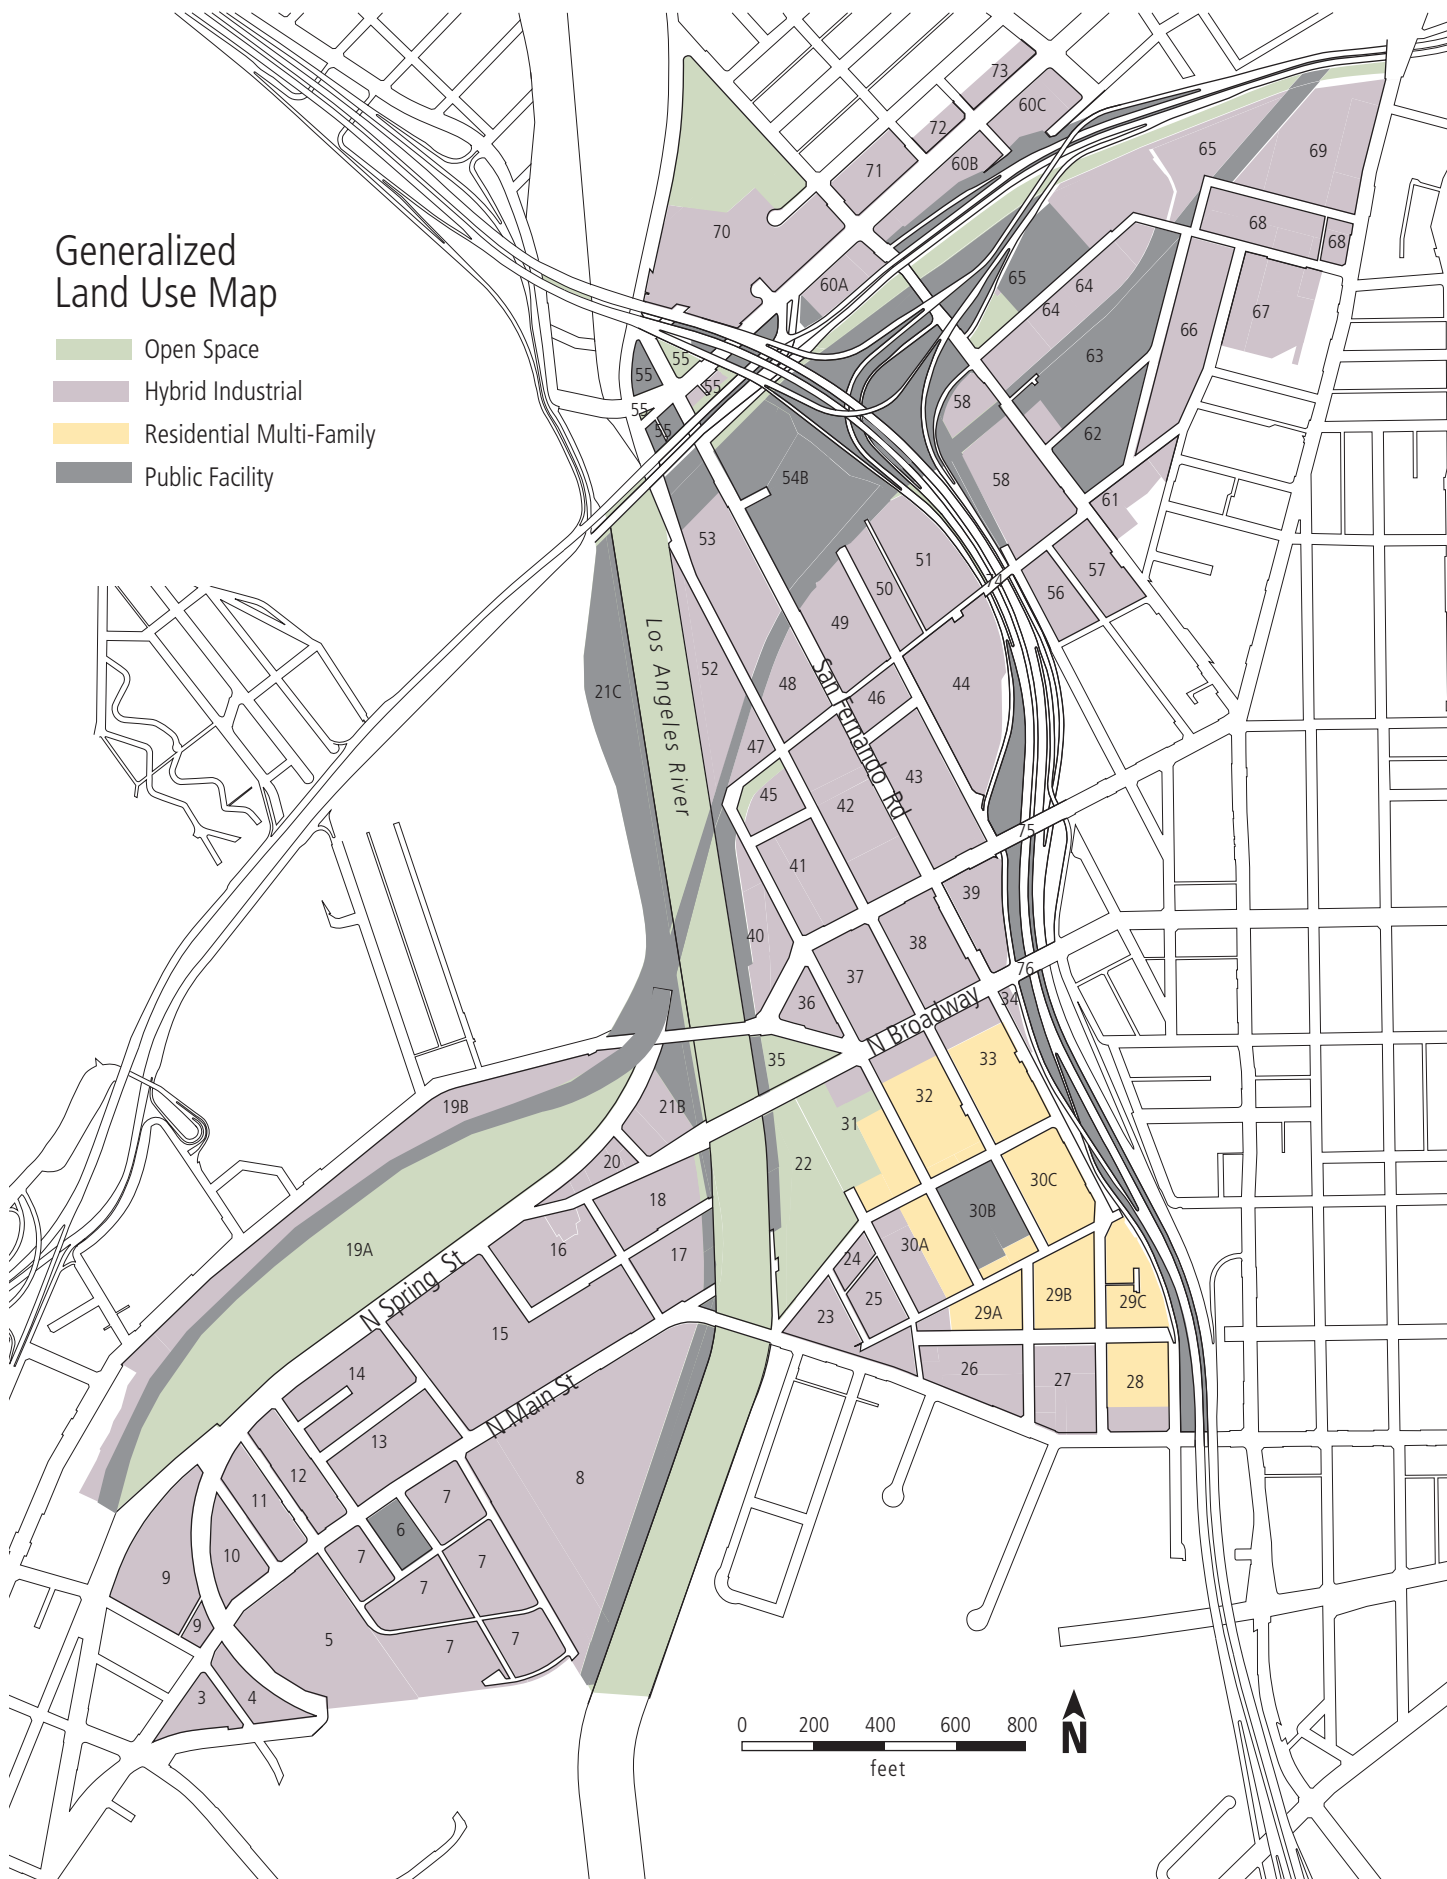 73
60C
72
60B
71
65
69
70
68
68
60A
65
64
64
67
66
63
Generalized
Land Use Map
Open Space
Hybrid Industrial
Residential Multi-Family
Public Facility
55
55
55
55
55
58
62
54B
58
61
53
51
74
57
50
56
49
Los Angeles River
52
48
44
21C
San Fernando Rd
46
47
45
43
42
75
41
39
40
38
37
76
36
34
N Broadway
35
33
32
19B
21B
31
20
22
30C
18
30B
19A
16
17
24
30A
N Spring St
25
29B
29C
23
29A
15
14
26
27
28
N Main St
13
12
8
11
7
6
10
7
7
9
7
9
5
7
7
3
4
0 200 400 600 800
feet
N